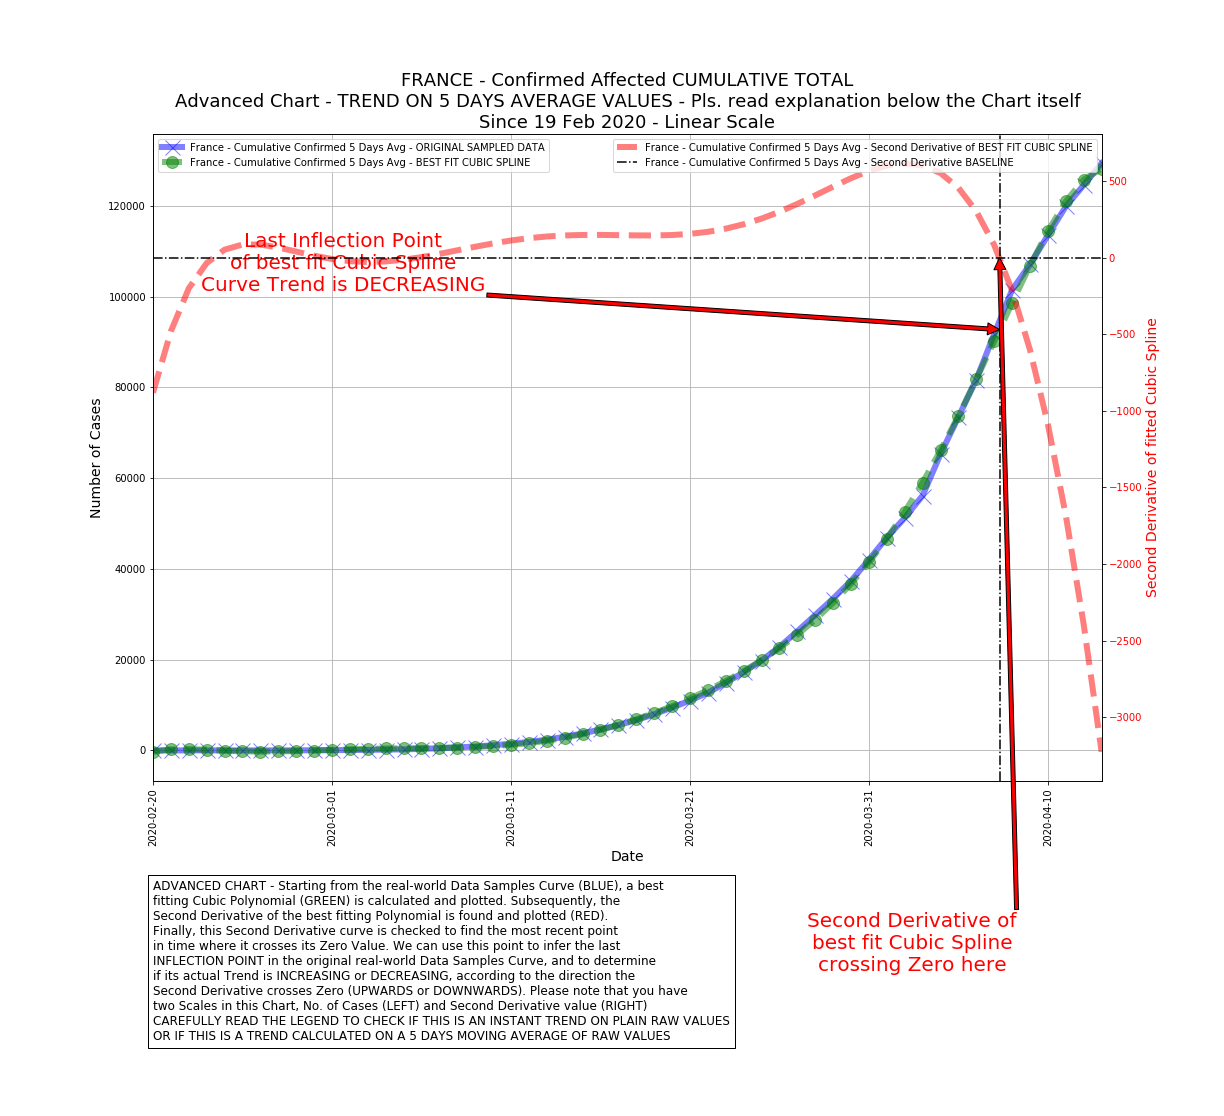 FRANCE - Confirmed Affected CUMULATIVE TOTAL
Advanced Chart - TREND ON 5 DAYS AVERAGE VALUES - Pls. read explanation below the Chart itself
Since 19 Feb 2020 - Linear Scale
France - Cumulative Confirmed 5 Days Avg - ORIGINAL SAMPLED DATA
France - Cumulative Confirmed 5 Days Avg - BEST FIT CUBIC SPLINE
France - Cumulative Confirmed 5 Days Avg - Second Derivative of BEST FIT CUBIC SPLINE
France - Cumulative Confirmed 5 Days Avg - Second Derivative BASELINE
Last Inflection Point
of best fit Cubic Spline
Curve Trend is DECREASING
Number of Cases
120000
100000
80000
60000
40000
20000
0
500
0
−500
−1000
−1500
−2000
−2500
−3000
Second Derivative of fitted Cubic Spline
2020-02-20
2020-03-01
2020-03-11
2020-03-21
2020-03-31
2020-04-10
Date
ADVANCED CHART - Starting from the real-world Data Samples Curve (BLUE), a best
fitting Cubic Polynomial (GREEN) is calculated and plotted. Subsequently, the
Second Derivative of the best fitting Polynomial is found and plotted (RED).
Finally, this Second Derivative curve is checked to find the most recent point
in time where it crosses its Zero Value. We can use this point to infer the last
INFLECTION POINT in the original real-world Data Samples Curve, and to determine
if its actual Trend is INCREASING or DECREASING, according to the direction the
Second Derivative crosses Zero (UPWARDS or DOWNWARDS). Please note that you have
two Scales in this Chart, No. of Cases (LEFT) and Second Derivative value (RIGHT)
CAREFULLY READ THE LEGEND TO CHECK IF THIS IS AN INSTANT TREND ON PLAIN RAW VALUES
OR IF THIS IS A TREND CALCULATED ON A 5 DAYS MOVING AVERAGE OF RAW VALUES
Second Derivative of
best fit Cubic Spline
crossing Zero here